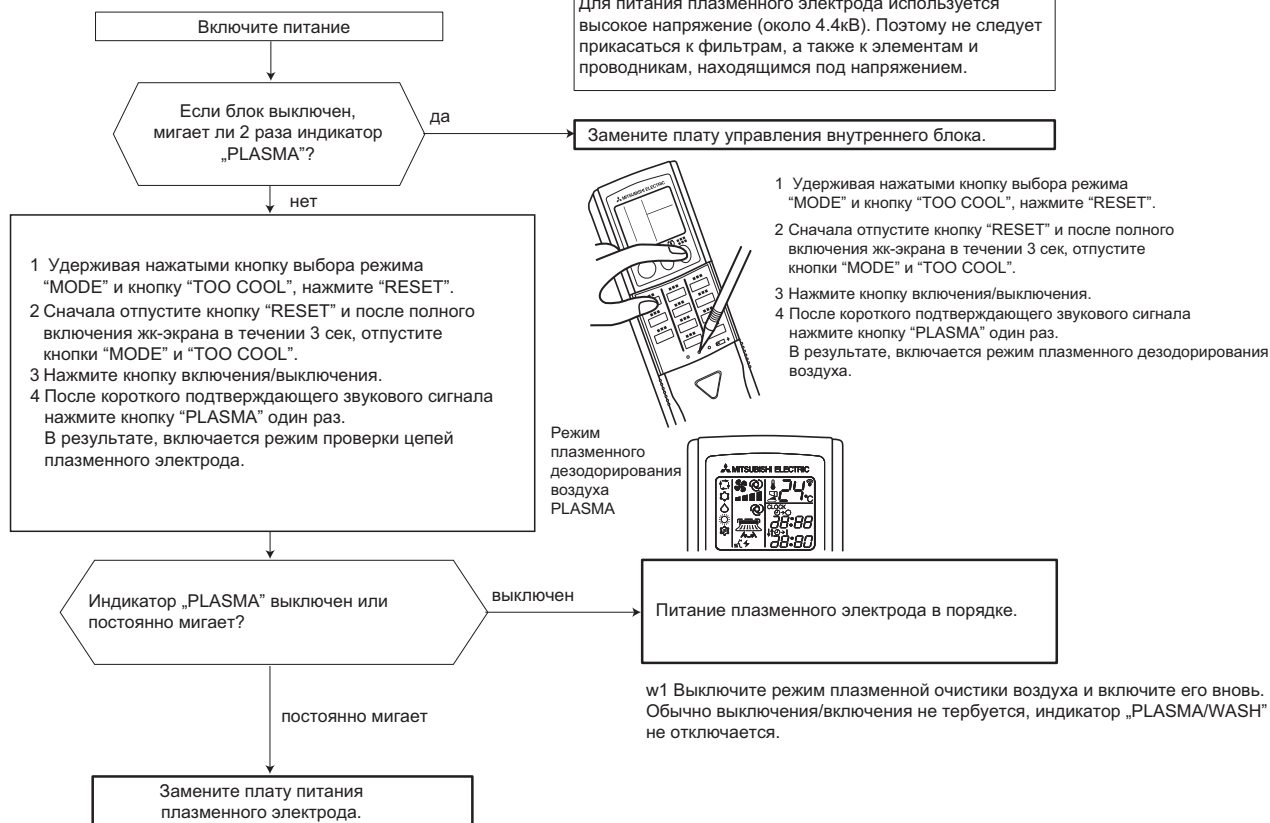 Для питания плазменного электрода используется
высокое напряжение (около 4.4кВ). Поэтому не следует
прикасаться к фильтрам, а также к элементам и
проводникам, находящимся под напряжением.
Включите питание
Если блок выключен,
мигает ли 2 раза индикатор
„PLASMA”?
да
Замените плату управления внутреннего блока.
нет
1 Удерживая нажатыми кнопку выбора режима
“MODE” и кнопку “TOO COOL”, нажмите “RESET”.
2 Сначала отпустите кнопку “RESET” и после полного
включения жк-экрана в течении 3 сек, отпустите
кнопки “MODE” и “TOO COOL”.
3 Нажмите кнопку включения/выключения.
4 После короткого подтверждающего звукового сигнала
нажмите кнопку “PLASMA” один раз.
В результате, включается режим проверки цепей
плазменного электрода.
MITSUBISHI ELECTRIC
1 Удерживая нажатыми кнопку выбора режима
“MODE” и кнопку “TOO COOL”, нажмите “RESET”.
2 Сначала отпустите кнопку “RESET” и после полного
включения жк-экрана в течении 3 сек, отпустите
кнопки “MODE” и “TOO COOL”.
3 Нажмите кнопку включения/выключения.
4 После короткого подтверждающего звукового сигнала
нажмите кнопку “PLASMA” один раз.
В результате, включается режим плазменного дезодорирования
воздуха.
Режим
плазменного
дезодорирования
воздуха
PLASMA
MITSUBISHI ELECTRIC
24°C
CLOCK
88:88
88:80
Индикатор „PLASMA” выключен или
постоянно мигает?
выключен
Питание плазменного электрода в порядке.
w1 Выключите режим плазменной очистики воздуха и включите его вновь.
Обычно выключения/включения не тербуется, индикатор „PLASMA/WASH”
не отключается.
постоянно мигает
Замените плату питания
плазменного электрода.